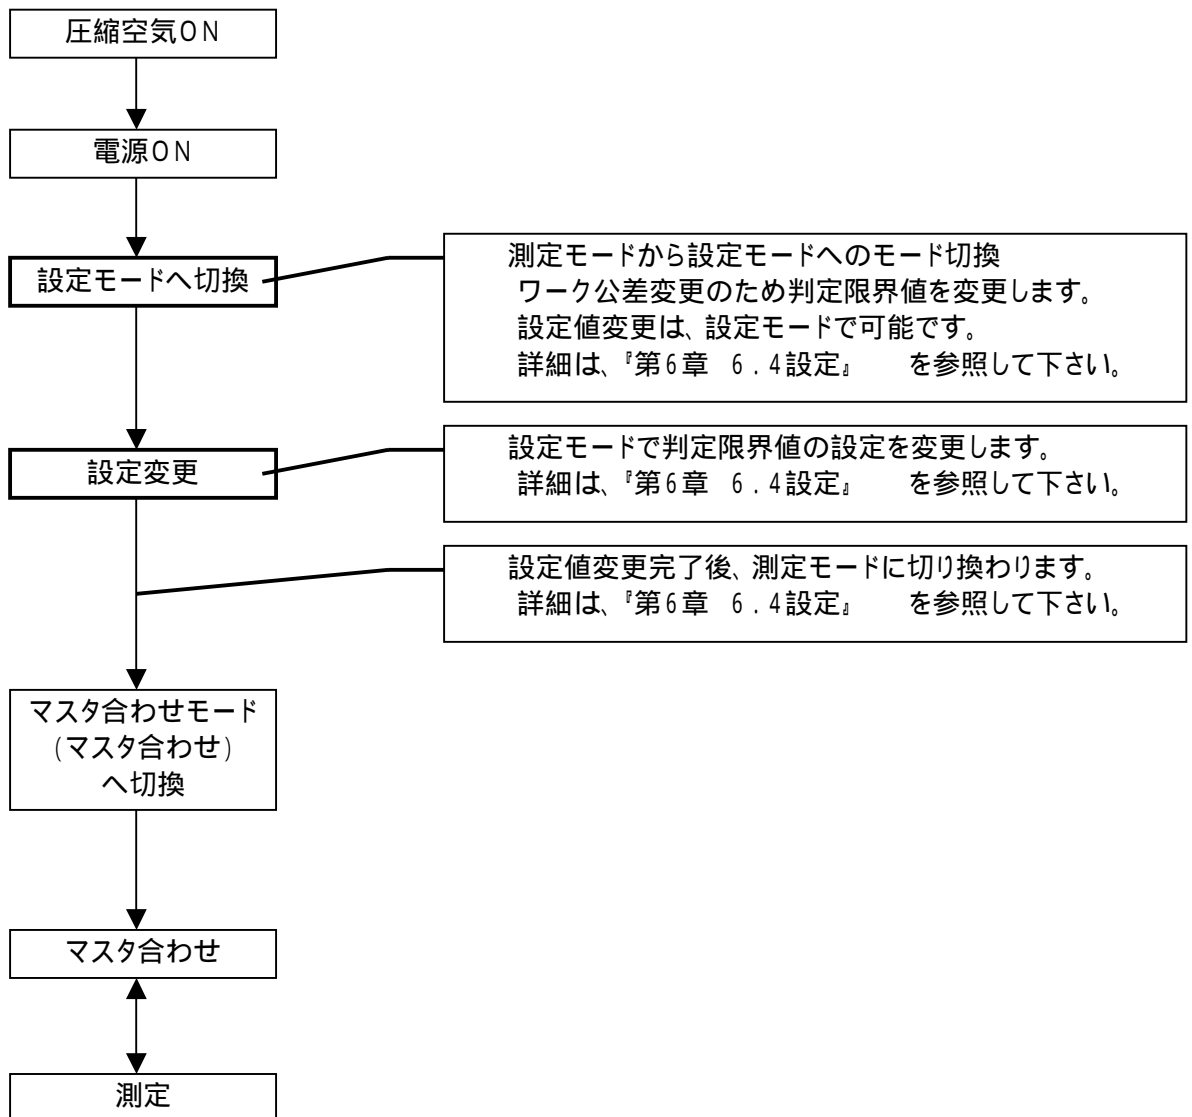 圧縮空気ON
電源ON
設定モードへ切換
測定モードから設定モードへのモード切換
ワーク公差変更のため判定限界値を変更します。
設定値変更は、設定モードで可能です。
詳細は、『第6章 6.4設定』 を参照して下さい。
設定変更
設定モードで判定限界値の設定を変更します。
詳細は、『第6章 6.4設定』 を参照して下さい。
設定値変更完了後、測定モードに切り換わります。
詳細は、『第6章 6.4設定』 を参照して下さい。
マスタ合わせモード
(マスタ合わせ)
へ切換
マスタ合わせ
測定